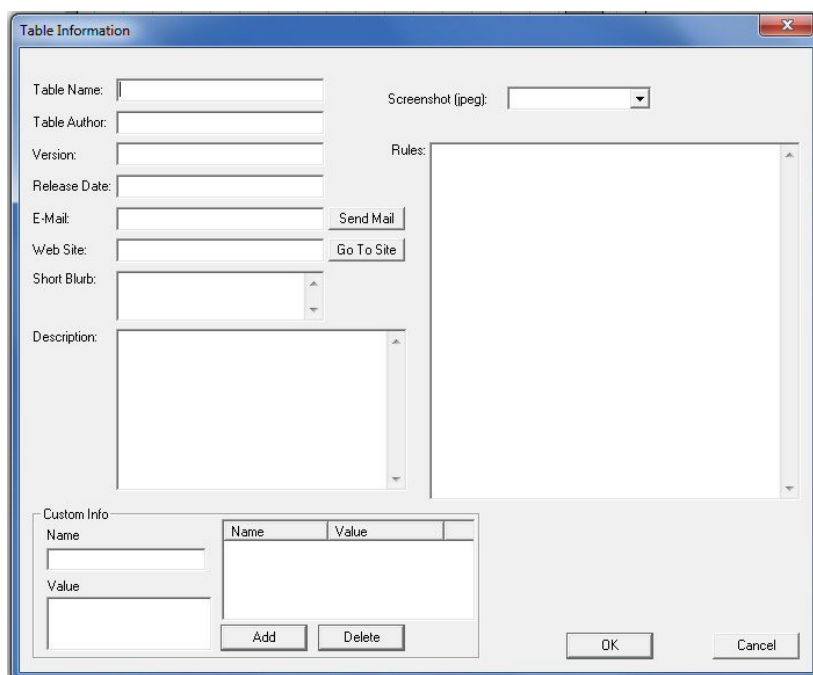 Table Information
Table Name:
Screenshot (jpeg):
Table Author:
Version:
Rules:
Release Date:
E-Mail:
Send Mail
Web Site:
Go To Site
Short Blurb:
Description:
Custom Info
Name
Name Value
Value
Add Delete
OK Cancel